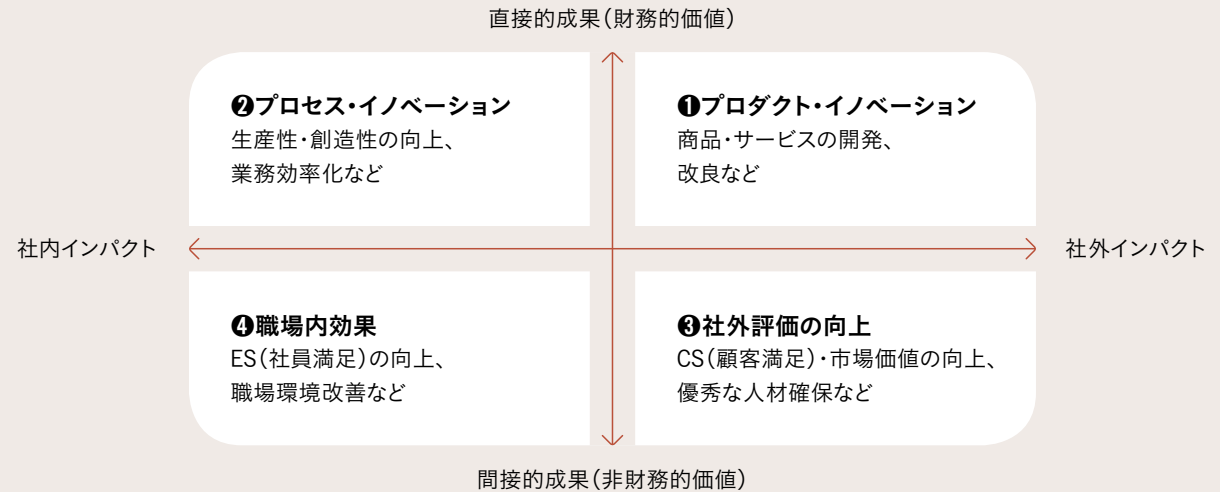 直接的成果(財務的価値)
❷プロセス・イノベーション
生産性・創造性の向上、
業務効率化など
❶プロダクト・イノベーション
商品・サービスの開発、
改良など
社内インパクト
社外インパクト
❹職場内効果
ES(社員満足)の向上、
職場環境改善など
❸社外評価の向上
CS(顧客満足)・市場価値の向上、
優秀な人材確保など
間接的成果(非財務的価値)